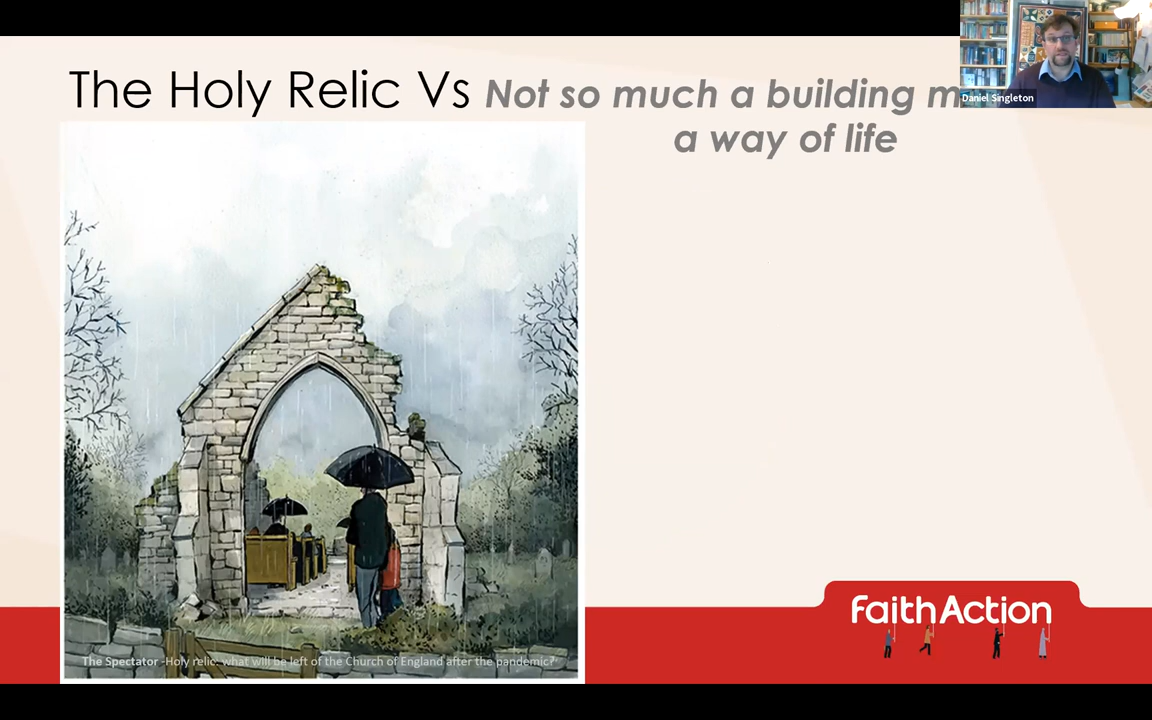 The Holy Relic Vs Not so much a building m
a way of life
Daniel Singleton
The Spectator -Holy relic: what will be left of the Church of England after the pandemic?
FaithAction